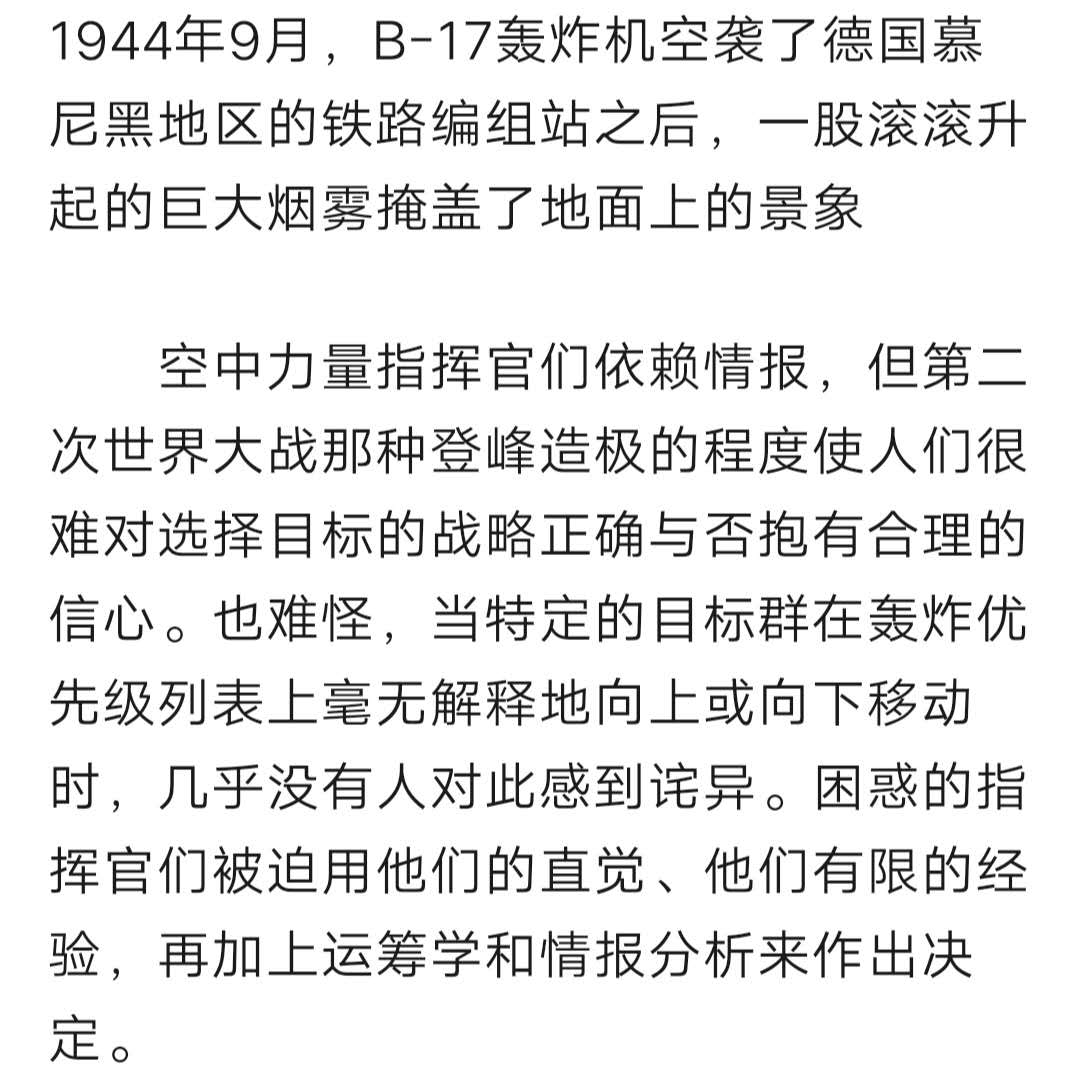 1944年9月，B-17轰炸机空袭了德国慕
尼黑地区的铁路编组站之后，一股滚滚升
起的巨大烟雾掩盖了地面上的景象
空中力量指挥官们依赖情报，但第二
次世界大战那种登峰造极的程度使人们很
难对选择目标的战略正确与否抱有合理的
信心。也难怪，当特定的目标群在轰炸优
先级列表上毫无解释地向上或向下移动
时，几乎没有人对此感到诧异。困惑的指
挥官们被迫用他们的直觉、他们有限的经
验，再加上运筹学和情报分析来作出决
定。